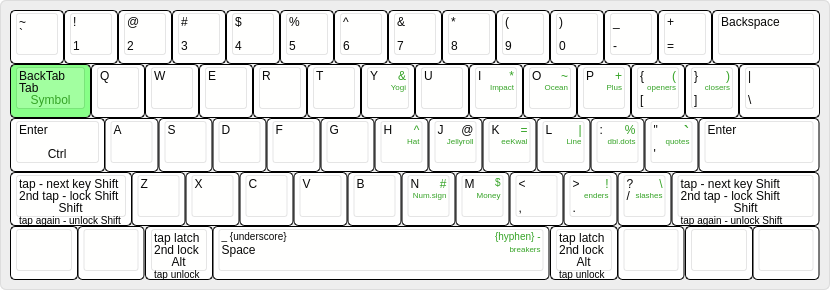 ~ ! @ # $ % ^ & * ( ) _ + Backspace
` 1 2 3 4 5 6 7 8 9 0 - =
BackTab Q W E R T Y & U I * O ~ P + { ( } ) |
Tab Yogi Impact Ocean Plus openers closers
Symbol [ ] \
Enter A S D F G H ^ J @ K = L | : % " ` Enter
Hat Jellyroll eeKwal Line dbl.dots quotes
Ctrl ; '
tap - next key Shift Z X C V B N # M $ < > ! ? \ tap - next key Shift
2nd tap - lock Shift Num.sign Money enders / slashes 2nd tap - lock Shift
Shift , . Shift
tap again - unlock Shift tap again - unlock Shift
tap latch _ {underscore} {hyphen} - tap latch
2nd lock Space breakers 2nd lock
Alt Alt
tap unlock tap unlock